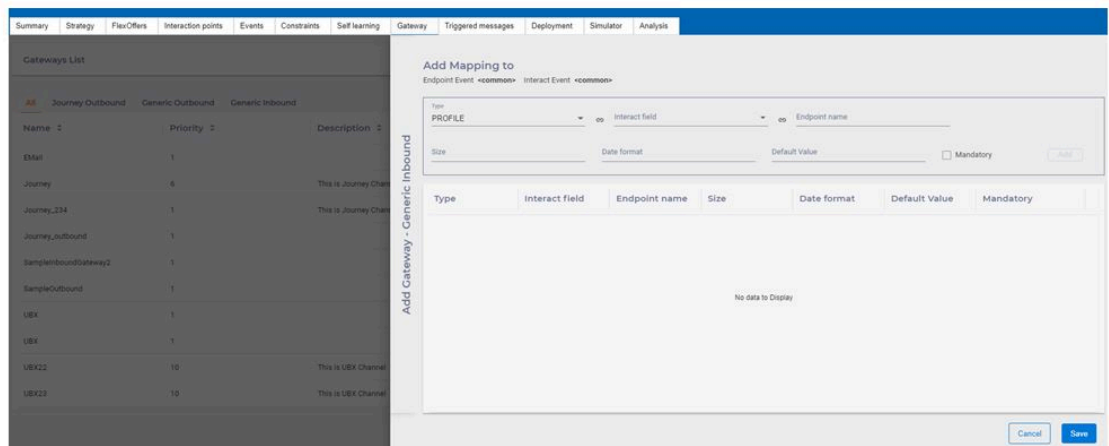 Summary Strategy FlexOffers Interaction points Events Constraints Self learning Gateway Triggered messages Deployment Simulator Analysis
Gateways List
All Journey Outbound Generic Outbound Generic Inbound
Name Priority Description
EMail 1
Journey 6 This is Journey Chan
Journey_234 1 This is Journey Chan
Journey_outbound 1
SampleInboundGateway2 1
SampleOutbound 1
UBX 1
UBX 1
UBX22 10 This is UBX Channel
UBX23 10 This is UBX Channel
Add Gateway - Generic Inbound
Add Mapping to
Endpoint Event <common> Interact Event <common>
Type
PROFILE Interact field Endpoint name
Size Date format Default Value Mandatory Add
Type Interact field Endpoint name Size Date format Default Value Mandatory
No data to Display
Cancel Save